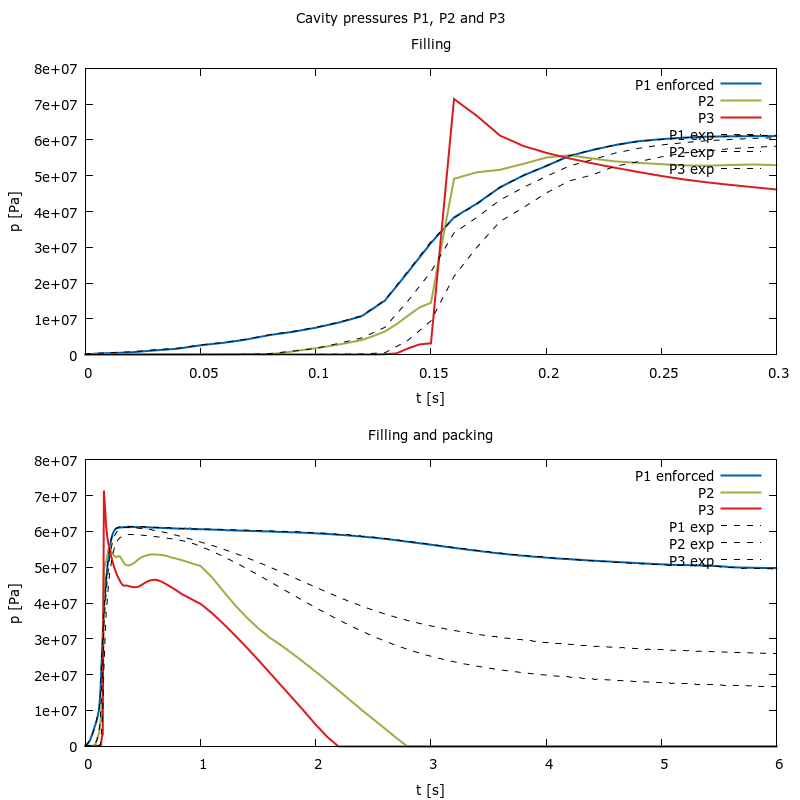 Cavity pressures P1, P2 and P3
Filling
8e+07
7e+07
6e+07
5e+07
4e+07
3e+07
2e+07
1e+07
0
p [Pa]
P1 enforced
P2
P3
P1 exp
P2 exp
P3 exp
0 0.05 0.1 0.15 0.2 0.25 0.3
t [s]
Filling and packing
8e+07
7e+07
6e+07
5e+07
4e+07
3e+07
2e+07
1e+07
0
p [Pa]
P1 enforced
P2
P3
P1 exp
P2 exp
P3 exp
0 1 2 3 4 5 6
t [s]